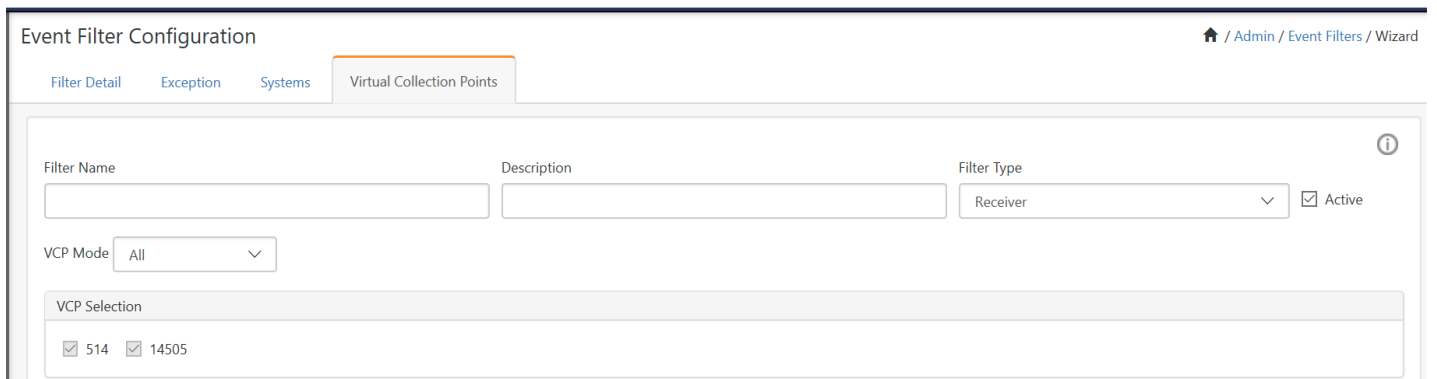 Event Filter Configuration
/ Admin / Event Filters / Wizard
Filter Detail Exception Systems Virtual Collection Points
Filter Name Description Filter Type
Receiver Active
VCP Mode All
VCP Selection
514 14505